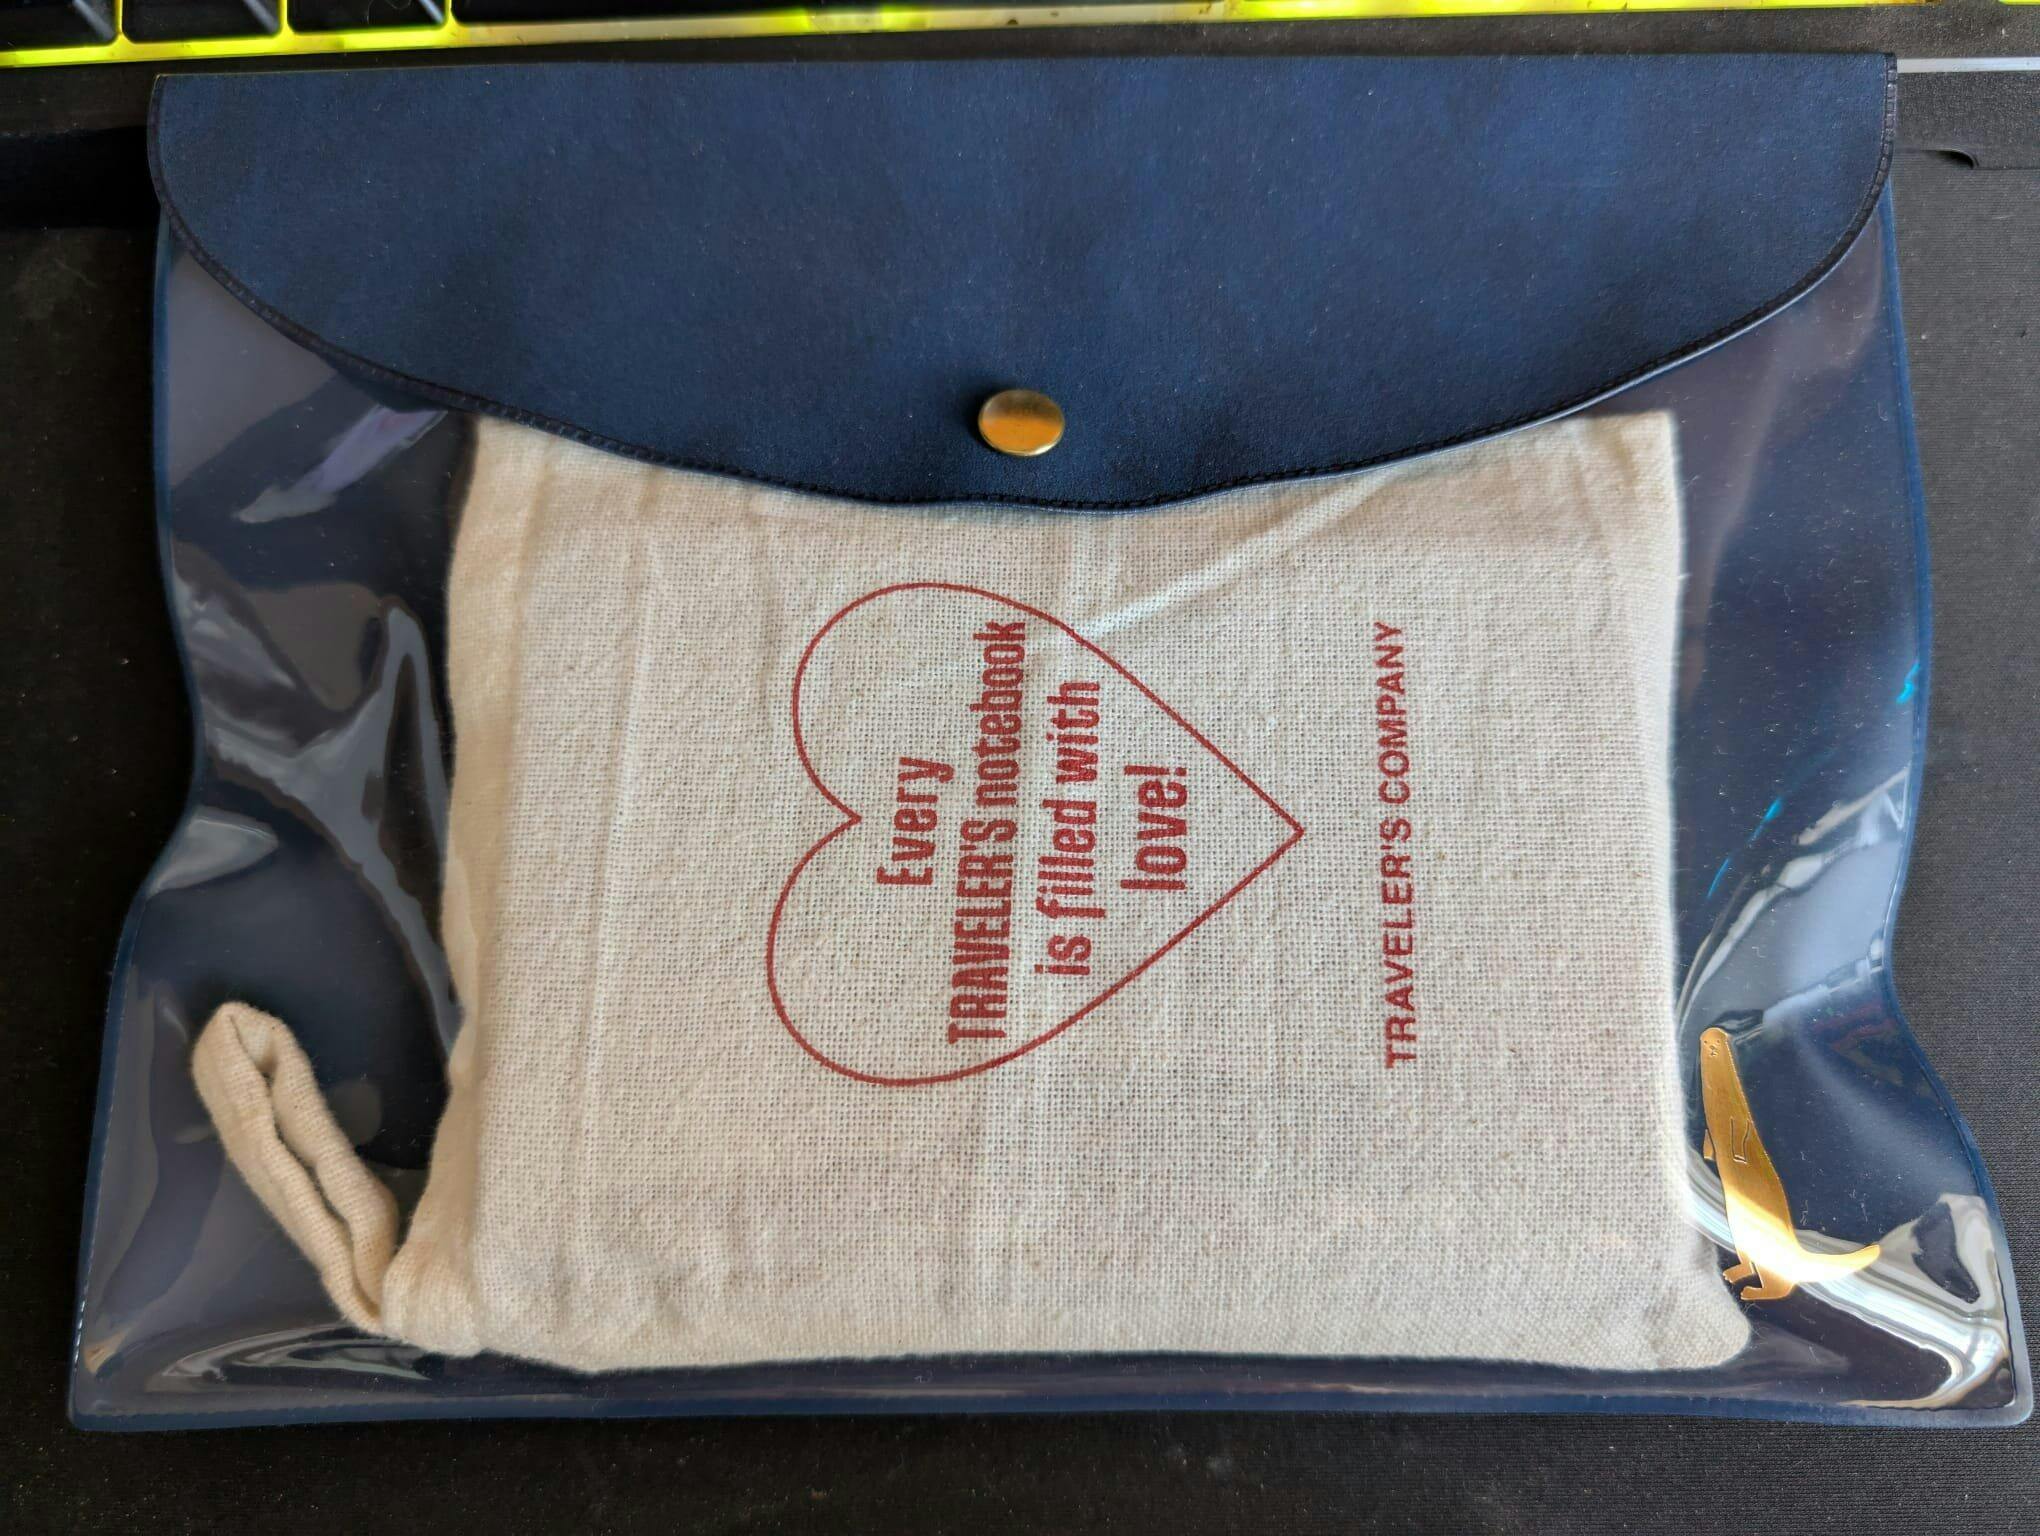 Every
TRAVELER'S notebook
is filled with
love!
TRAVELER'S COMPANY